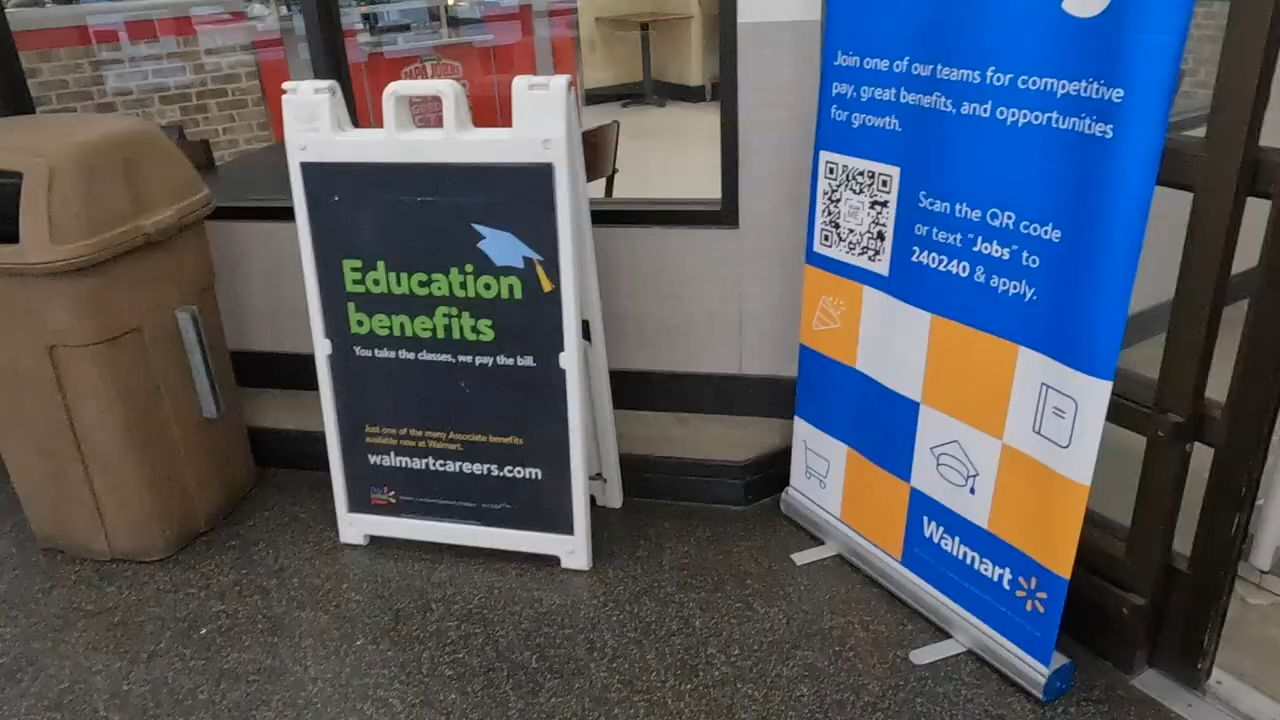 PAPA JOHNS
Education
benefits
You take the classes, we pay the bill.
Just one of the many Associate benefits
available now at Walmart.
walmartcareers.com
Join one of our teams for competitive
pay, great benefits, and opportunities
for growth.
Scan the QR code
or text "Jobs" to
240240 & apply.
Walmart